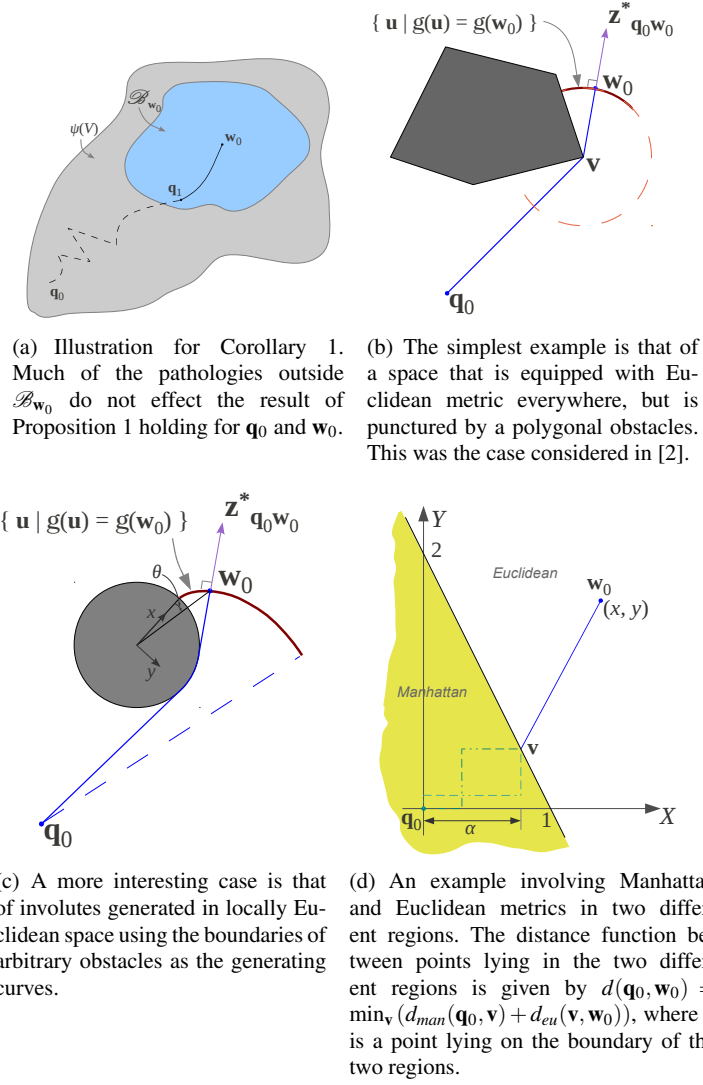 ψ(V)
ℬw₀
w₀
q₁
q₀
{ u | g(u) = g(w₀) }
z*q₀w₀
w₀
v
q₀
(a) Illustration for Corollary 1.
Much of the pathologies outside
ℬw₀ do not effect the result of
Proposition 1 holding for q₀ and w₀.
(b) The simplest example is that of
a space that is equipped with Eu-
clidean metric everywhere, but is
punctured by a polygonal obstacles.
This was the case considered in [2].
{ u | g(u) = g(w₀) }
z*q₀w₀
θ
w₀
x
y
q₀
Y
2
Euclidean
w₀
(x, y)
Manhattan
v
q₀
α
1
X
(c) A more interesting case is that
of involutes generated in locally Eu-
clidean space using the boundaries of
arbitrary obstacles as the generating
curves.
(d) An example involving Manhatta
and Euclidean metrics in two differ
ent regions. The distance function be
tween points lying in the two differ
ent regions is given by d(q₀,w₀) =
min_v (d_man(q₀,v) + d_eu(v,w₀)), where
is a point lying on the boundary of th
two regions.